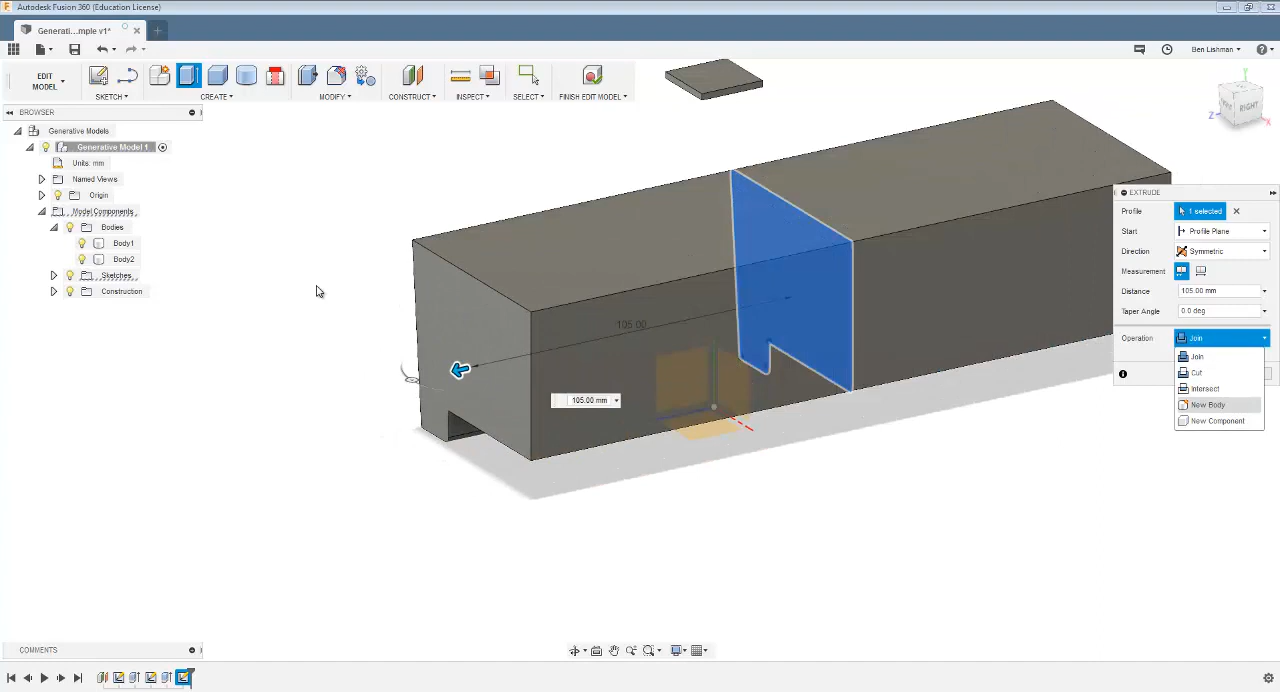 Autodesk Fusion 360 (Education License)
Generati...mple v1*
Ben Lishman
EDIT MODEL
SKETCH
CREATE
MODIFY
CONSTRUCT
INSPECT
SELECT
FINISH EDIT MODEL
BROWSER
Generative Models
Generative Model 1
Units: mm
Named Views
Origin
Model Components
Bodies
Body1
Body2
Sketches
Construction
RIGHT
Z
Y
X
105.00
105.00 mm
EXTRUDE
Profile 1 selected
Start Profile Plane
Direction Symmetric
Measurement
Distance 105.00 mm
Taper Angle 0.0 deg
Operation Join
Join
Cut
Intersect
New Body
New Component
COMMENTS